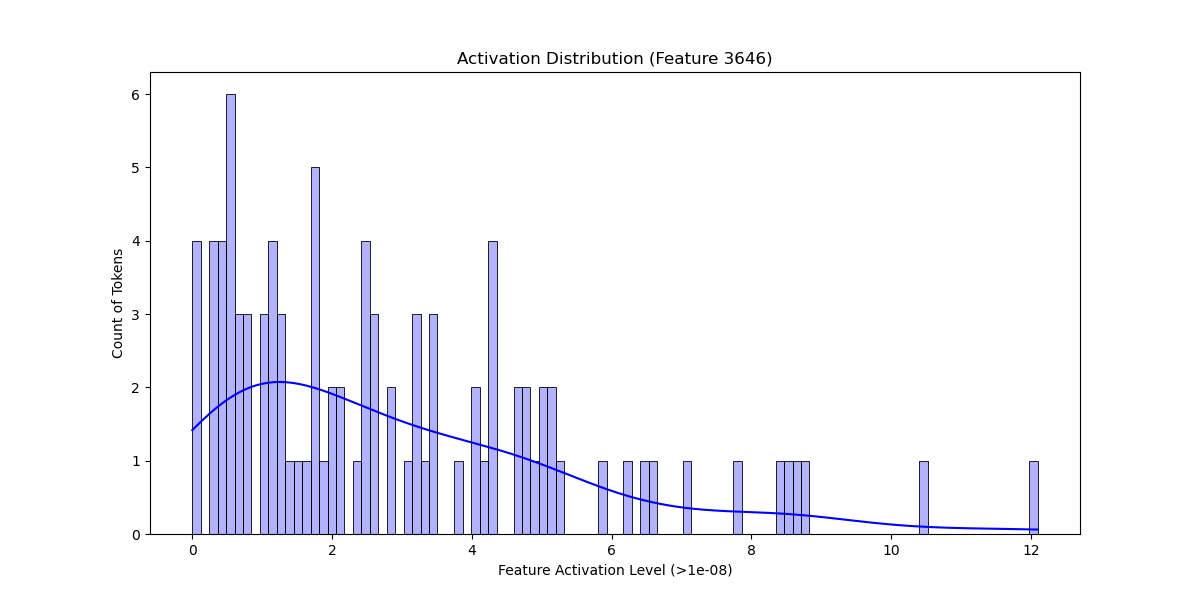 Activation Distribution (Feature 3646)
Count of Tokens
6
5
4
3
2
1
0
0 2 4 6 8 10 12
Feature Activation Level (>1e-08)